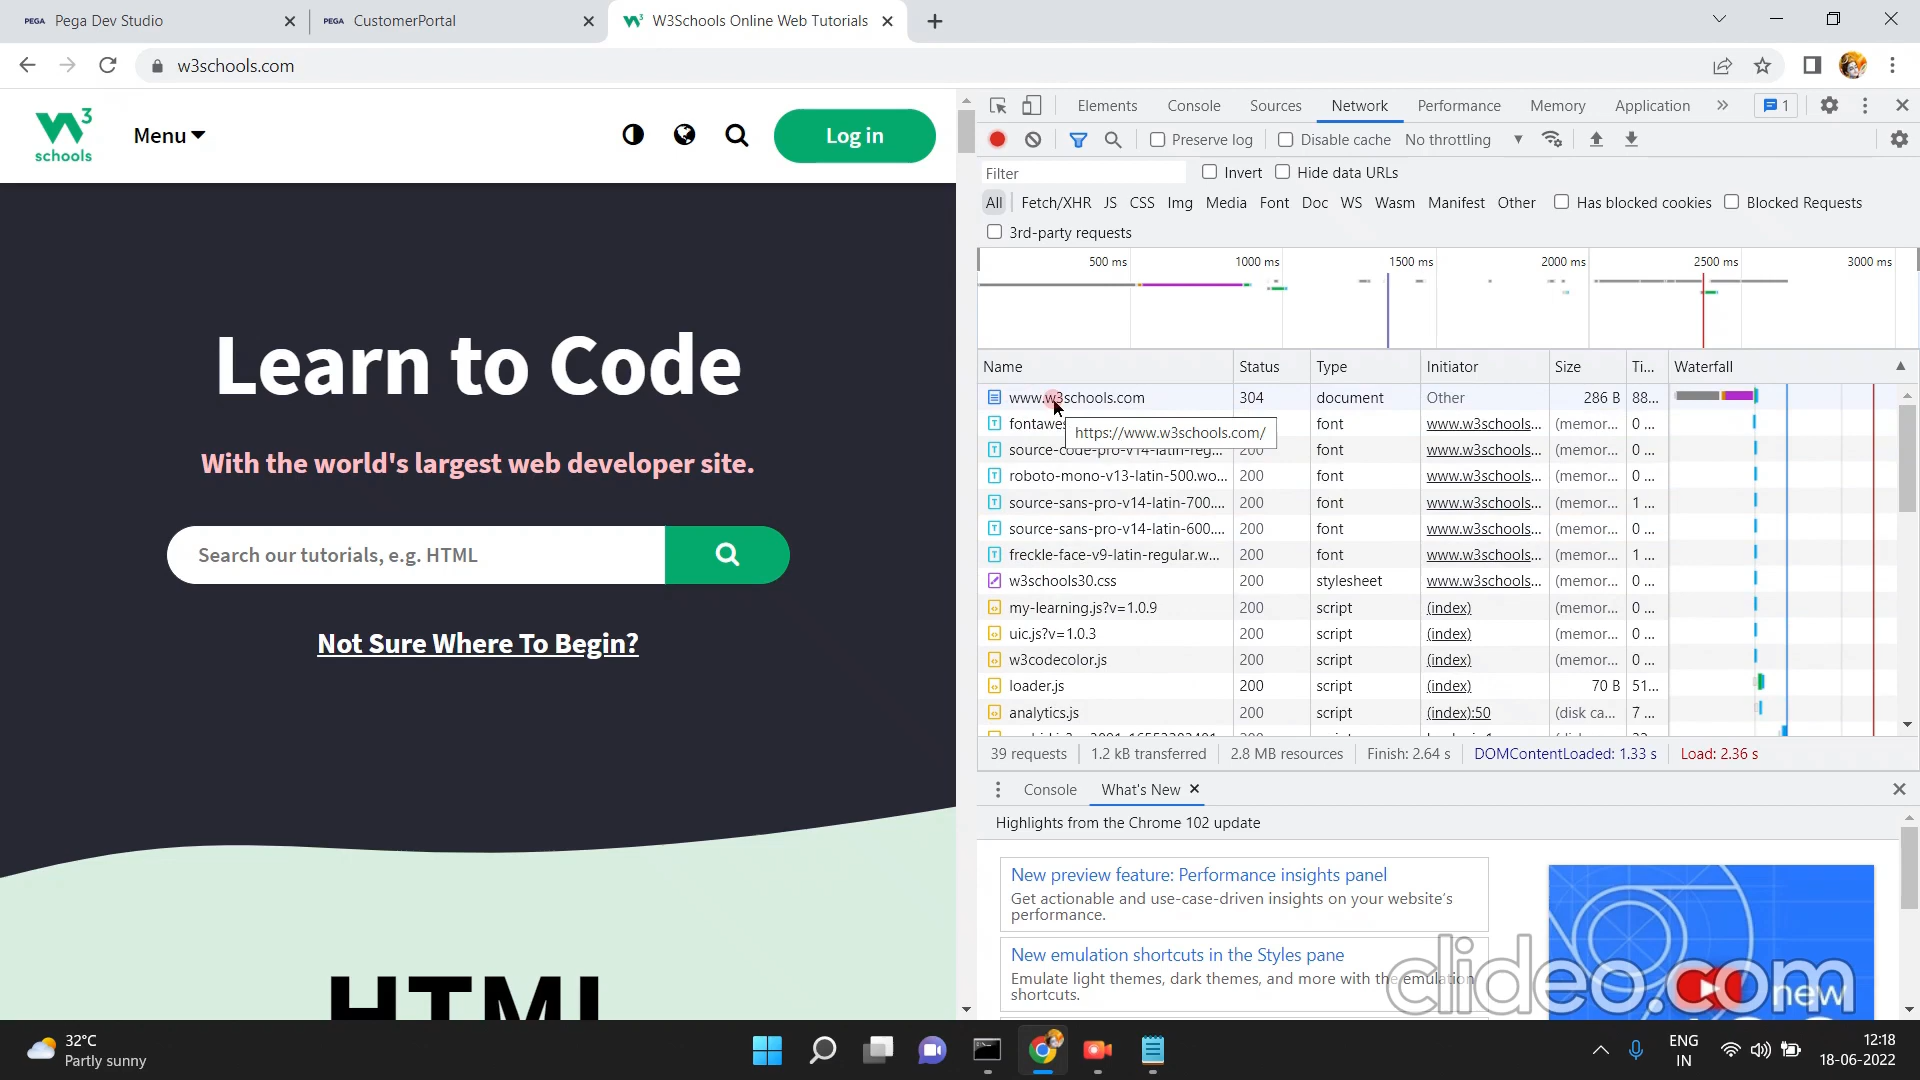 PEGA Pega Dev Studio
PEGA CustomerPortal
W3Schools Online Web Tutorials
w3schools.com
W3 schools
Menu
Log in
Learn to Code
With the world's largest web developer site.
Search our tutorials, e.g. HTML
Not Sure Where To Begin?
HTML
Elements Console Sources Network Performance Memory Application 1
Preserve log Disable cache No throttling
Filter Invert Hide data URLs
All Fetch/XHR JS CSS Img Media Font Doc WS Wasm Manifest Other Has blocked cookies Blocked Requests
3rd-party requests
500 ms 1000 ms 1500 ms 2000 ms 2500 ms 3000 ms
Name Status Type Initiator Size Ti... Waterfall
www.w3schools.com 304 document Other 286 B 88...
https://www.w3schools.com/
fontawes font www.w3schools... (memor... 0 ...
source-code-pro-v14-latin-reg... 200 font www.w3schools... (memor... 0 ...
roboto-mono-v13-latin-500.wo... 200 font www.w3schools... (memor... 0 ...
source-sans-pro-v14-latin-700.... 200 font www.w3schools... (memor... 1 ...
source-sans-pro-v14-latin-600.... 200 font www.w3schools... (memor... 0 ...
freckle-face-v9-latin-regular.w... 200 font www.w3schools... (memor... 1 ...
w3schools30.css 200 stylesheet www.w3schools... (memor... 0 ...
my-learning.js?v=1.0.9 200 script (index) (memor... 0 ...
uic.js?v=1.0.3 200 script (index) (memor... 0 ...
w3codecolor.js 200 script (index) (memor... 0 ...
loader.js 200 script (index) 70 B 51...
analytics.js 200 script (index):50 (disk ca... 7 ...
39 requests 1.2 kB transferred 2.8 MB resources Finish: 2.64 s DOMContentLoaded: 1.33 s Load: 2.36 s
Console What's New
Highlights from the Chrome 102 update
New preview feature: Performance insights panel
Get actionable and use-case-driven insights on your website's
performance.
New emulation shortcuts in the Styles pane
Emulate light themes, dark themes, and more with the emulation
shortcuts.
new
clideo.com
32°C
Partly sunny
ENG
IN
12:18
18-06-2022